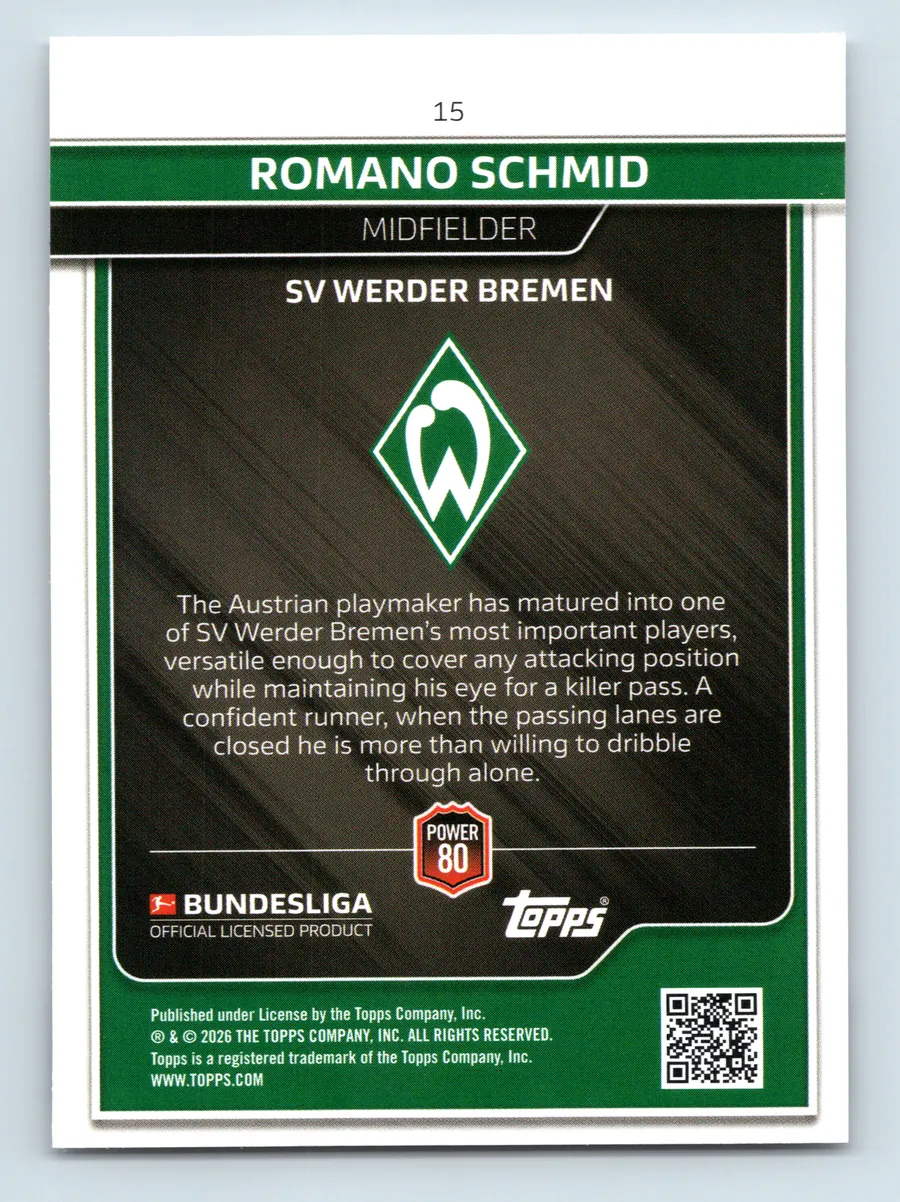 15
ROMANO SCHMID
MIDFIELDER
SV WERDER BREMEN
W
The Austrian playmaker has matured into one
of SV Werder Bremen's most important players,
versatile enough to cover any attacking position
while maintaining his eye for a killer pass. A
confident runner, when the passing lanes are
closed he is more than willing to dribble
through alone.
POWER
80
BUNDESLIGA
OFFICIAL LICENSED PRODUCT
topps®
Published under License by the Topps Company, Inc.
® & © 2026 THE TOPPS COMPANY, INC. ALL RIGHTS RESERVED.
Topps is a registered trademark of the Topps Company, Inc.
WWW.TOPPS.COM